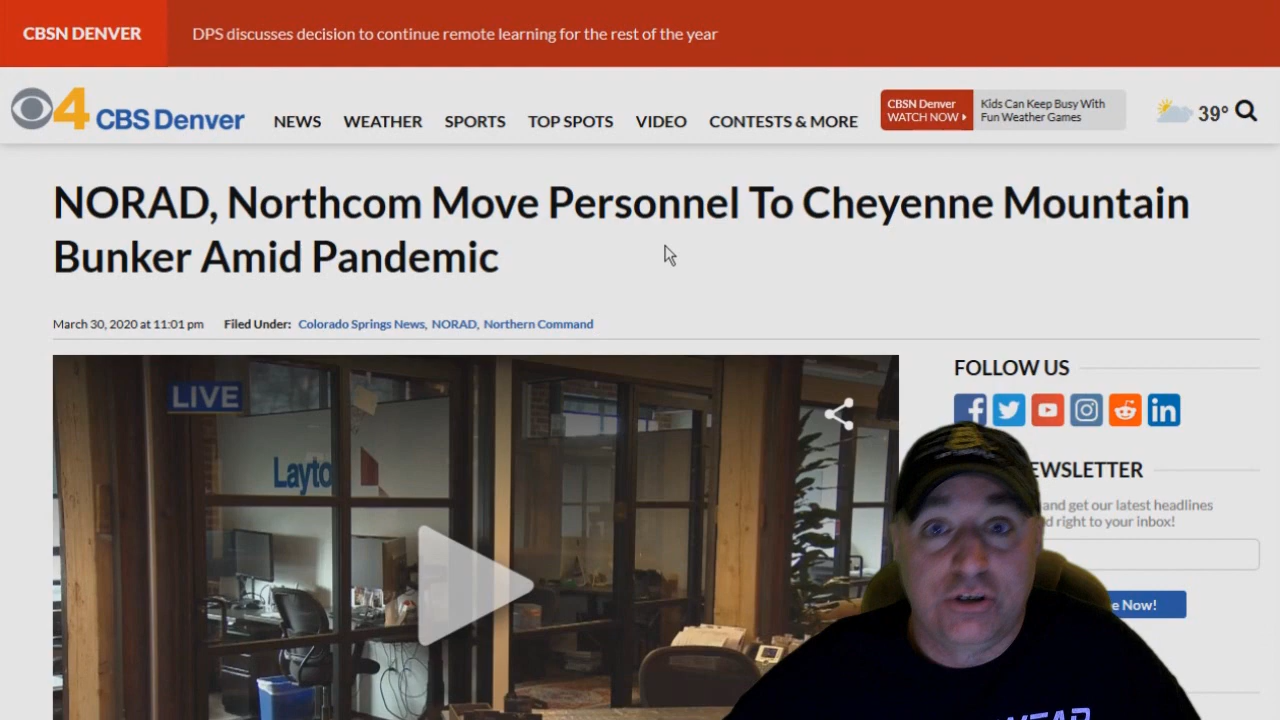 CBSN DENVER
DPS discusses decision to continue remote learning for the rest of the year
4 CBS Denver
NEWS WEATHER SPORTS TOP SPOTS VIDEO CONTESTS & MORE
CBSN Denver
WATCH NOW
Kids Can Keep Busy With
Fun Weather Games
39°
NORAD, Northcom Move Personnel To Cheyenne Mountain
Bunker Amid Pandemic
March 30, 2020 at 11:01 pm Filed Under: Colorado Springs News, NORAD, Northern Command
LIVE
Layto
FOLLOW US
EWSLETTER
and get our latest headlines
d right to your inbox!
e Now!